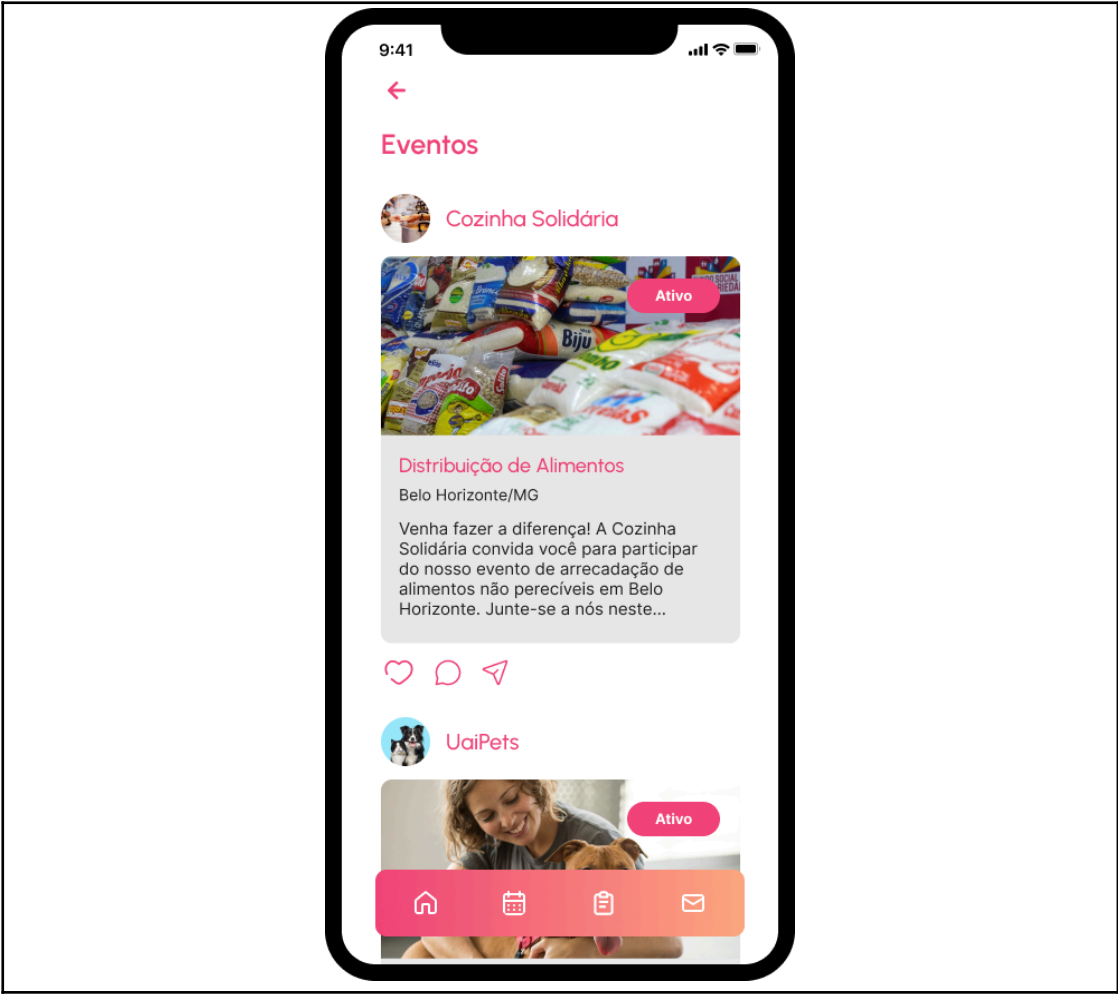 9:41
Eventos
Cozinha Solidária
Ativo
Biju
Distribuição de Alimentos
Belo Horizonte/MG
Venha fazer a diferença! A Cozinha
Solidária convida você para participar
do nosso evento de arrecadação de
alimentos não perecíveis em Belo
Horizonte. Junte-se a nós neste...
UaiPets
Ativo